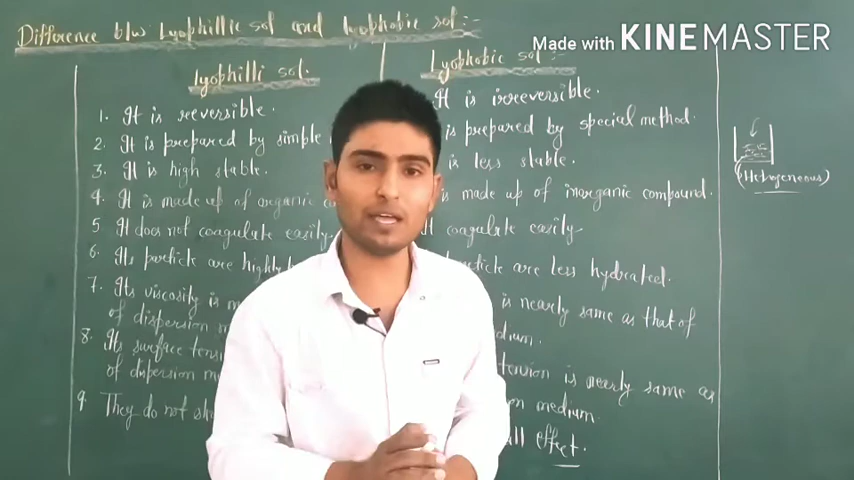 Difference b/w Lyophillic sol and lyophobic sol:-
Made with KINEMASTER
lyophilli sol.
Lyophobic sol:-
1. It is reversible.
It is irreversible.
2. It is prepared by simple
is prepared by special method.
3. It is high stable.
is less stable.
4. It is made up of organic
is made up of inorganic compound.
5 It does not coagulate easily.
It coagulate easily
6. Its particle are highly
particle are less hydrated.
7. Its viscosity is
is nearly same as that of
of dispersion
medium.
8. Its surface
tension is nearly same as
of dispersion
medium.
9 They do not
effect.
(Hetrogeneous)